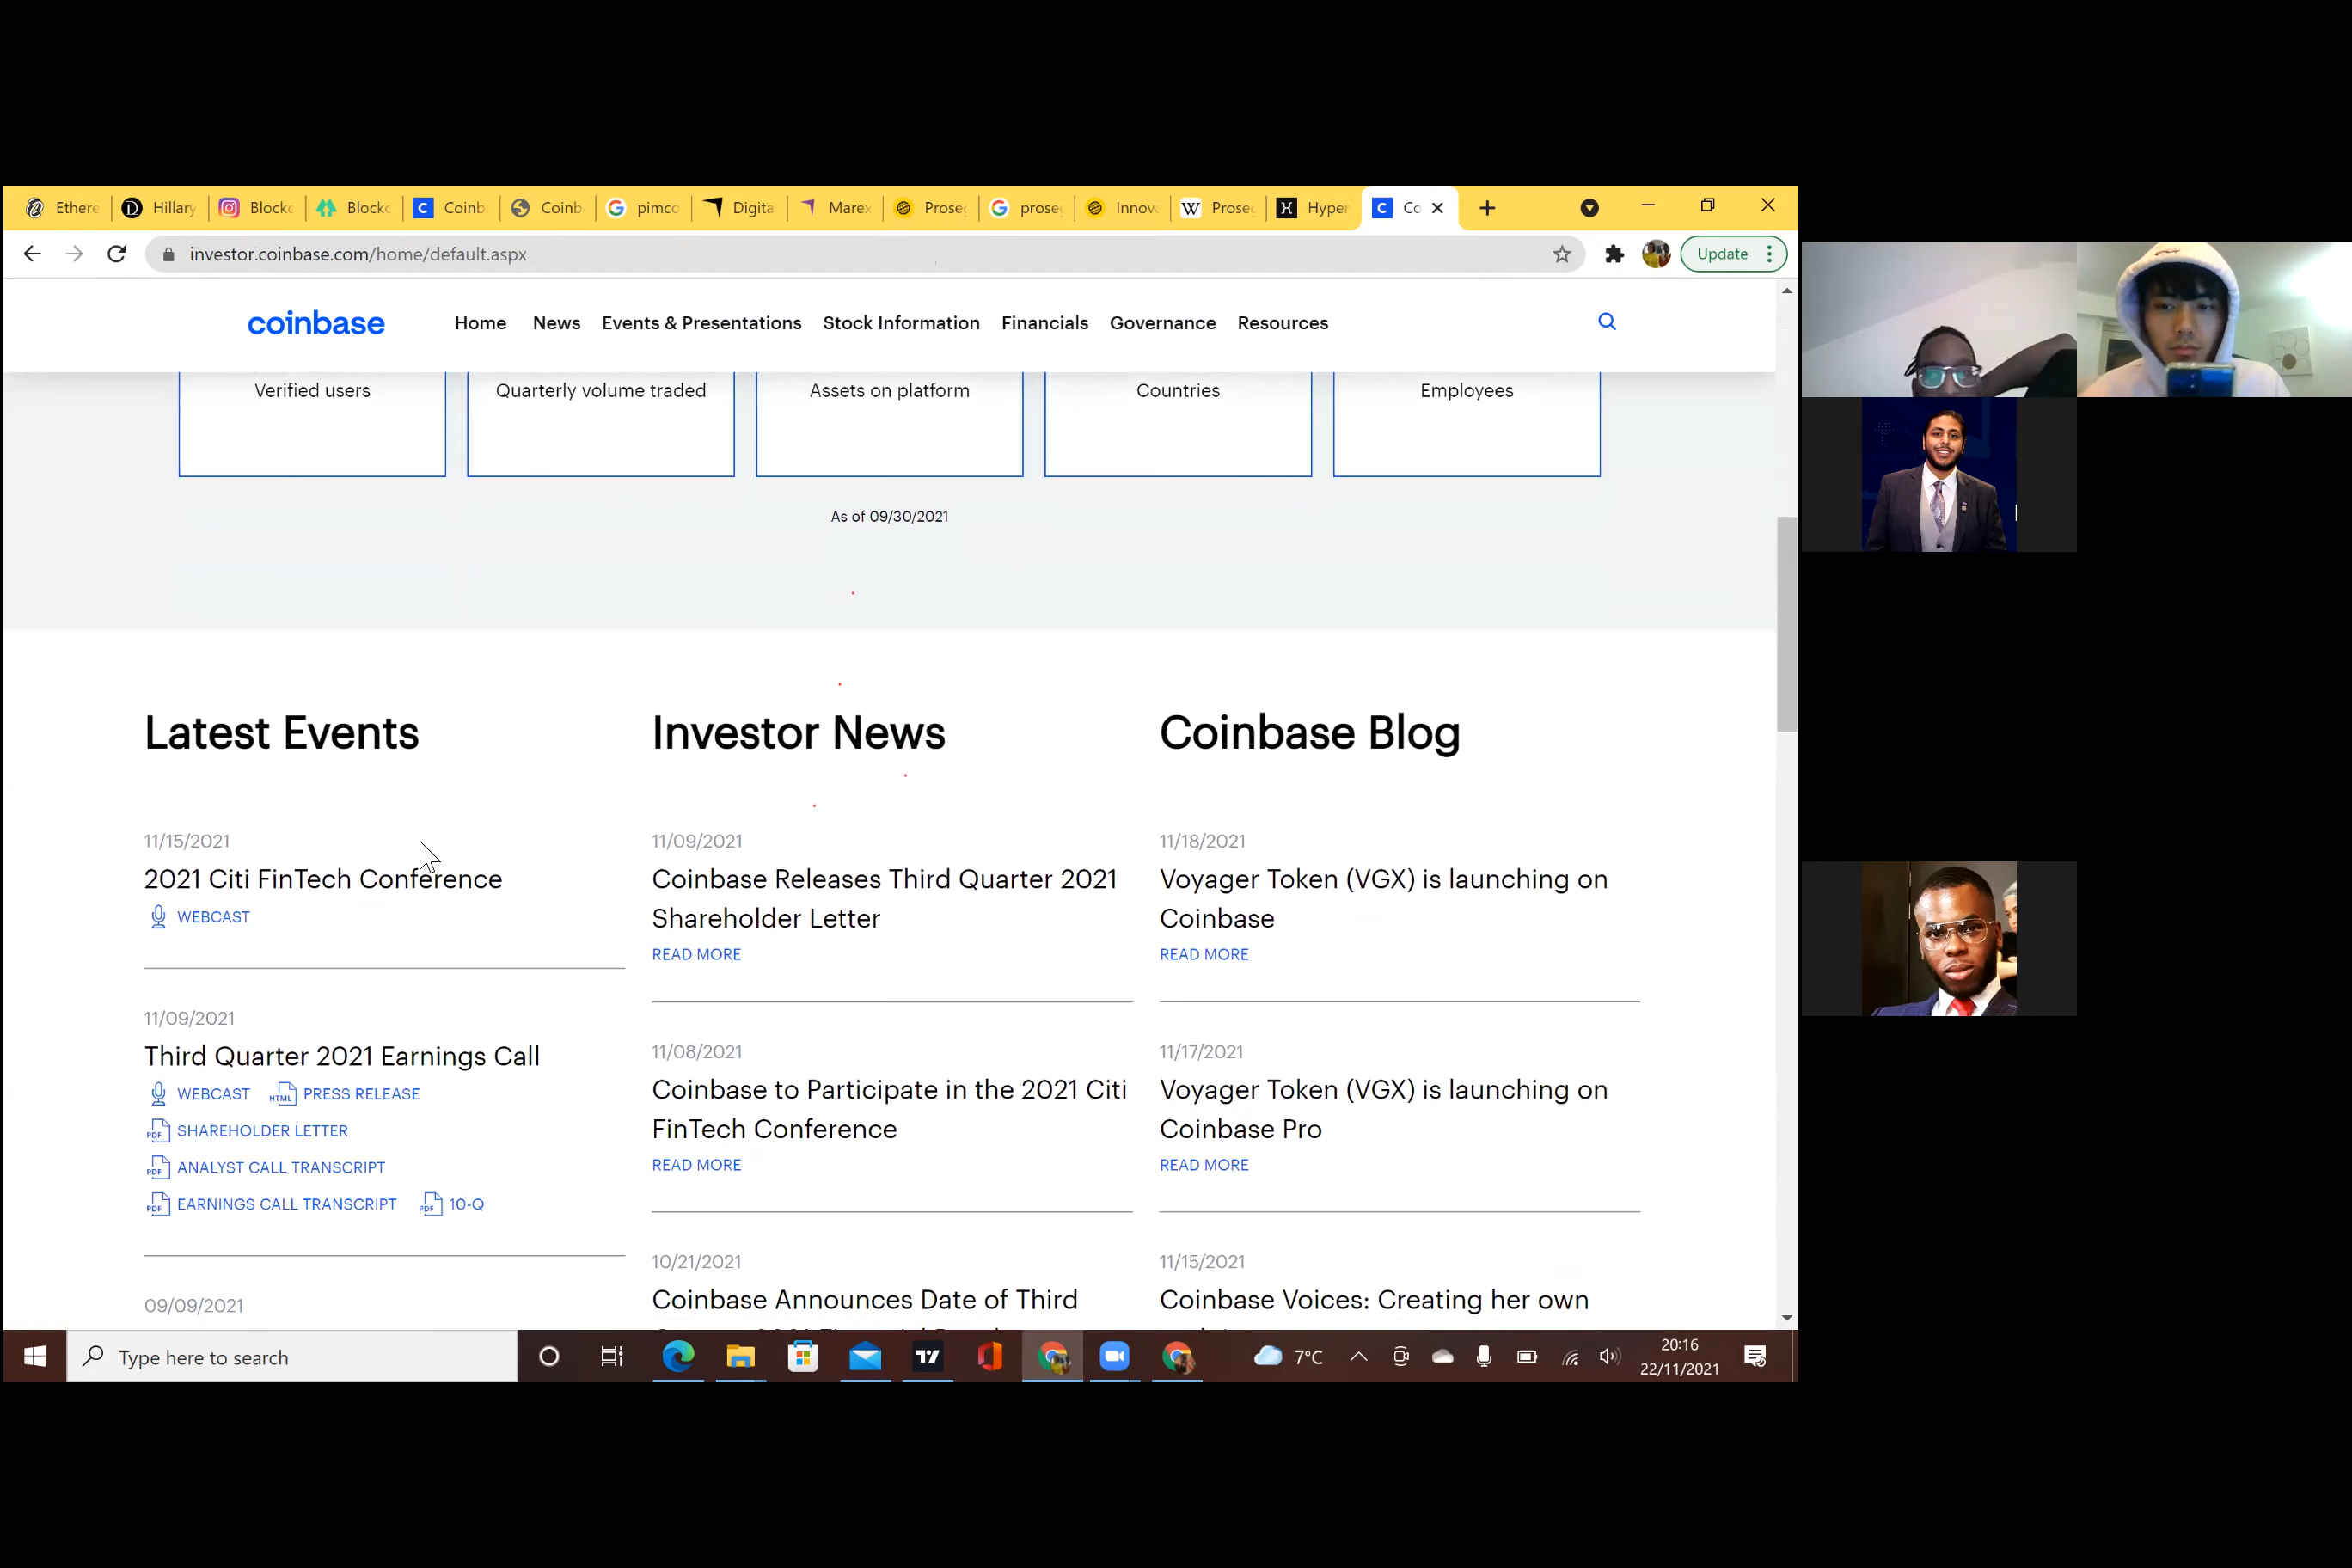 Ethere
Hillary
Blockc
Blockc
Coinb
Coinb
pimco
Digita
Marex
Proseg
prose
Innova
Prose
Hyper
Co
investor.coinbase.com/home/default.aspx
Update
coinbase
Home
News
Events & Presentations
Stock Information
Financials
Governance
Resources
Verified users
Quarterly volume traded
Assets on platform
Countries
Employees
As of 09/30/2021
Latest Events
11/15/2021
2021 Citi FinTech Conference
WEBCAST
11/09/2021
Third Quarter 2021 Earnings Call
WEBCAST
HTML
PRESS RELEASE
PDF
SHAREHOLDER LETTER
PDF
ANALYST CALL TRANSCRIPT
PDF
EARNINGS CALL TRANSCRIPT
PDF
10-Q
09/09/2021
Investor News
11/09/2021
Coinbase Releases Third Quarter 2021
Shareholder Letter
READ MORE
11/08/2021
Coinbase to Participate in the 2021 Citi
FinTech Conference
READ MORE
10/21/2021
Coinbase Announces Date of Third
Coinbase Blog
11/18/2021
Voyager Token (VGX) is launching on
Coinbase
READ MORE
11/17/2021
Voyager Token (VGX) is launching on
Coinbase Pro
READ MORE
11/15/2021
Coinbase Voices: Creating her own
Type here to search
7°C
20:16
22/11/2021